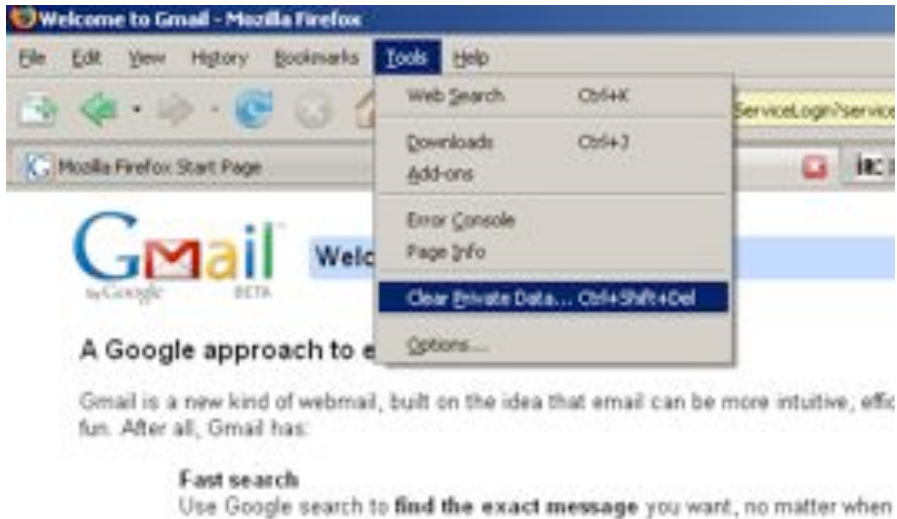 Welcome to Gmail - Mozilla Firefox
File Edit View History Bookmarks Tools Help
Web Search Ctrl+K
ServiceLogin?service
Downloads Ctrl+J
Add-ons
Mozilla Firefox Start Page
Error Console
Page Info
Gmail
by Google BETA
Welc
Clear Private Data... Ctrl+Shift+Del
Options...
A Google approach to e
Gmail is a new kind of webmail, built on the idea that email can be more intuitive, effic
fun. After all, Gmail has:
Fast search
Use Google search to find the exact message you want, no matter when